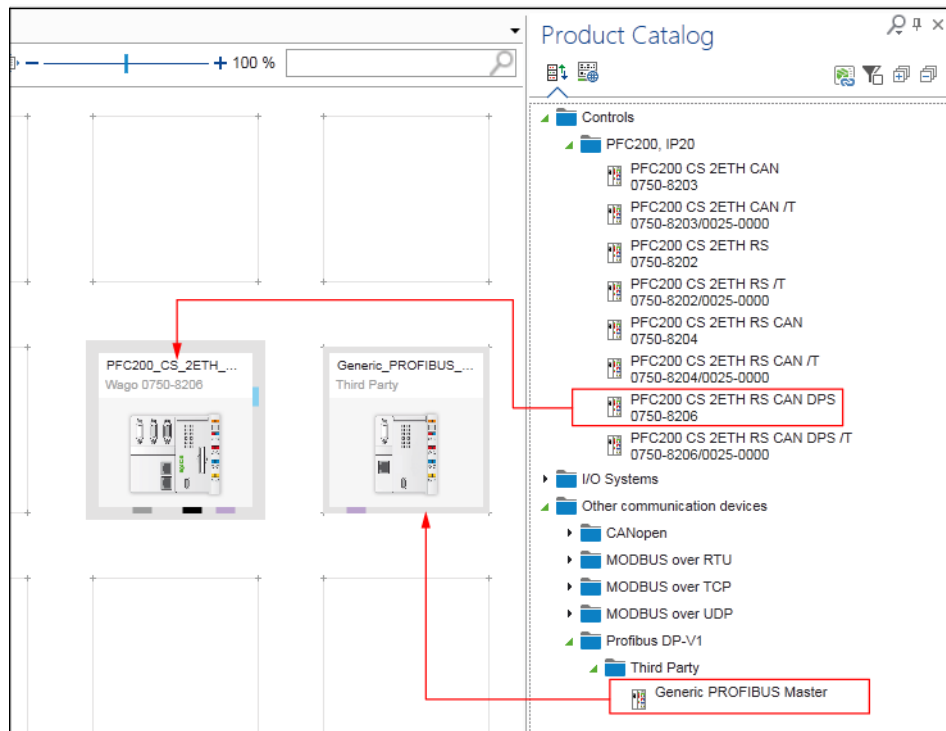 Product Catalog
100 %
Controls
PFC200, IP20
PFC200 CS 2ETH CAN
0750-8203
PFC200 CS 2ETH CAN /T
0750-8203/0025-0000
PFC200 CS 2ETH RS
0750-8202
PFC200 CS 2ETH RS /T
0750-8202/0025-0000
PFC200 CS 2ETH RS CAN
0750-8204
PFC200 CS 2ETH RS CAN /T
0750-8204/0025-0000
PFC200 CS 2ETH RS CAN DPS
0750-8206
PFC200 CS 2ETH RS CAN DPS /T
0750-8206/0025-0000
I/O Systems
Other communication devices
CANopen
MODBUS over RTU
MODBUS over TCP
MODBUS over UDP
Profibus DP-V1
Third Party
Generic PROFIBUS Master
PFC200_CS_2ETH_...
Wago 0750-8206
Generic_PROFIBUS_...
Third Party